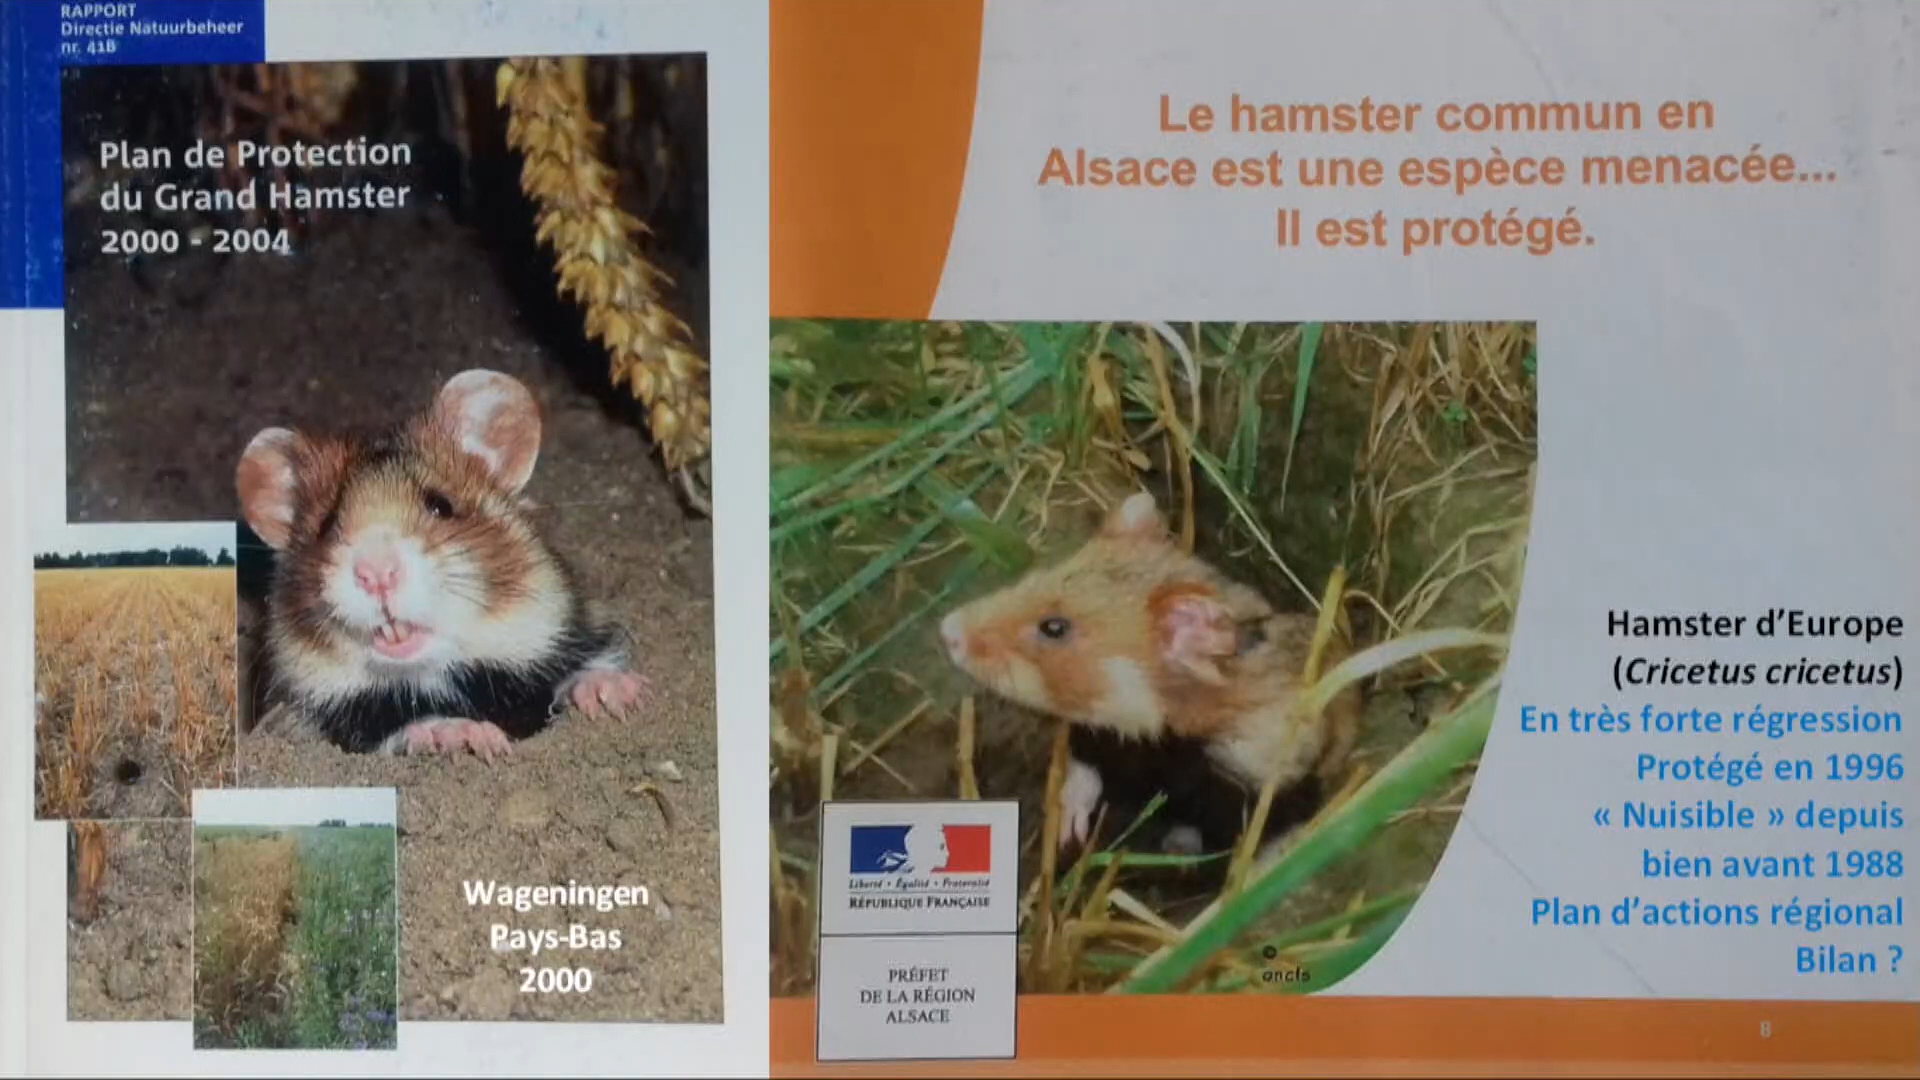 RAPPORT
Directie Natuurbeheer
nr. 41B
Plan de Protection
du Grand Hamster
2000 - 2004
Wageningen
Pays-Bas
2000
Le hamster commun en
Alsace est une espèce menacée...
Il est protégé.
Hamster d’Europe
(Cricetus cricetus)
En très forte régression
Protégé en 1996
« Nuisible » depuis
bien avant 1988
Plan d’actions régional
Bilan ?
Liberté • Égalité • Fraternité
RÉPUBLIQUE FRANÇAISE
PRÉFET
DE LA RÉGION
ALSACE
©
oncfs
8